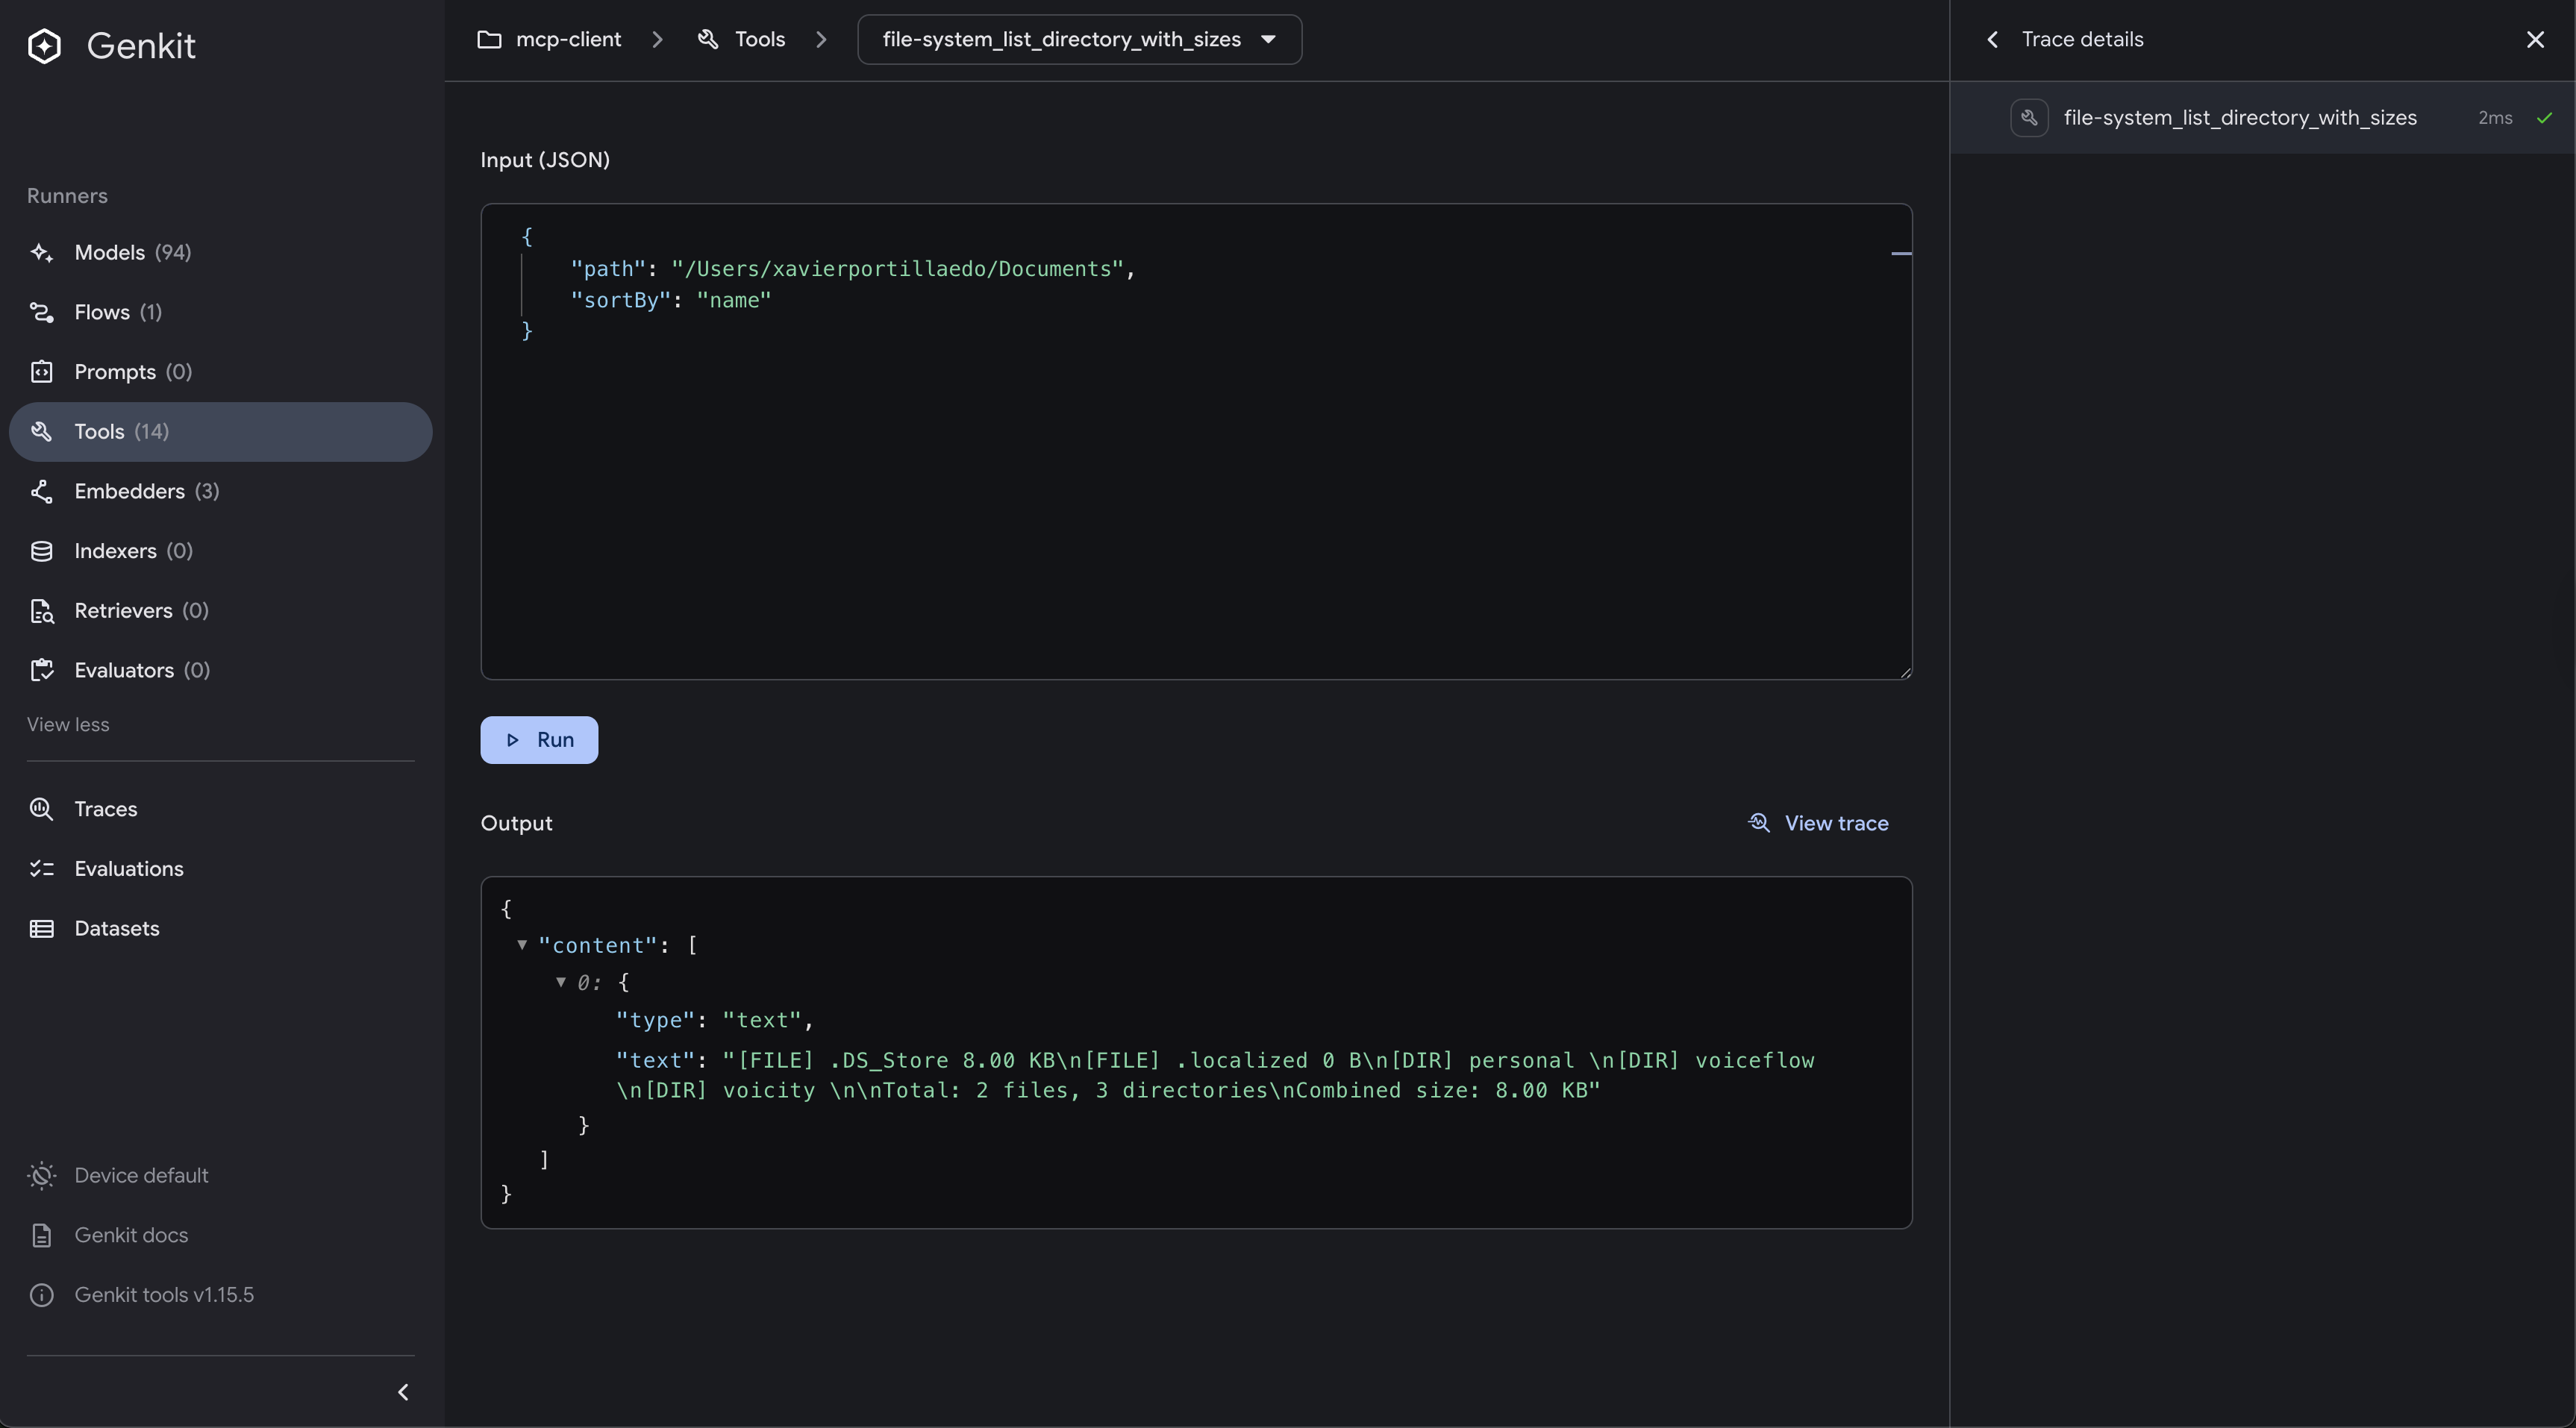 Genkit
Runners
Models (94)
Flows (1)
Prompts (0)
Tools (14)
Embedders (3)
Indexers (0)
Retrievers (0)
Evaluators (0)
View less
Traces
Evaluations
Datasets
Device default
Genkit docs
Genkit tools v1.15.5
mcp-client
Tools
file-system_list_directory_with_sizes
Input (JSON)
{
"path": "/Users/xavierportillaedo/Documents",
"sortBy": "name"
}
Run
Output
View trace
{
"content": [
0: {
"type": "text",
"text": "[FILE] .DS_Store 8.00 KB\n[FILE] .localized 0 B\n[DIR] personal \n[DIR] voiceflow
\n[DIR] voicity \n\nTotal: 2 files, 3 directories\nCombined size: 8.00 KB"
}
]
}
Trace details
file-system_list_directory_with_sizes 2ms